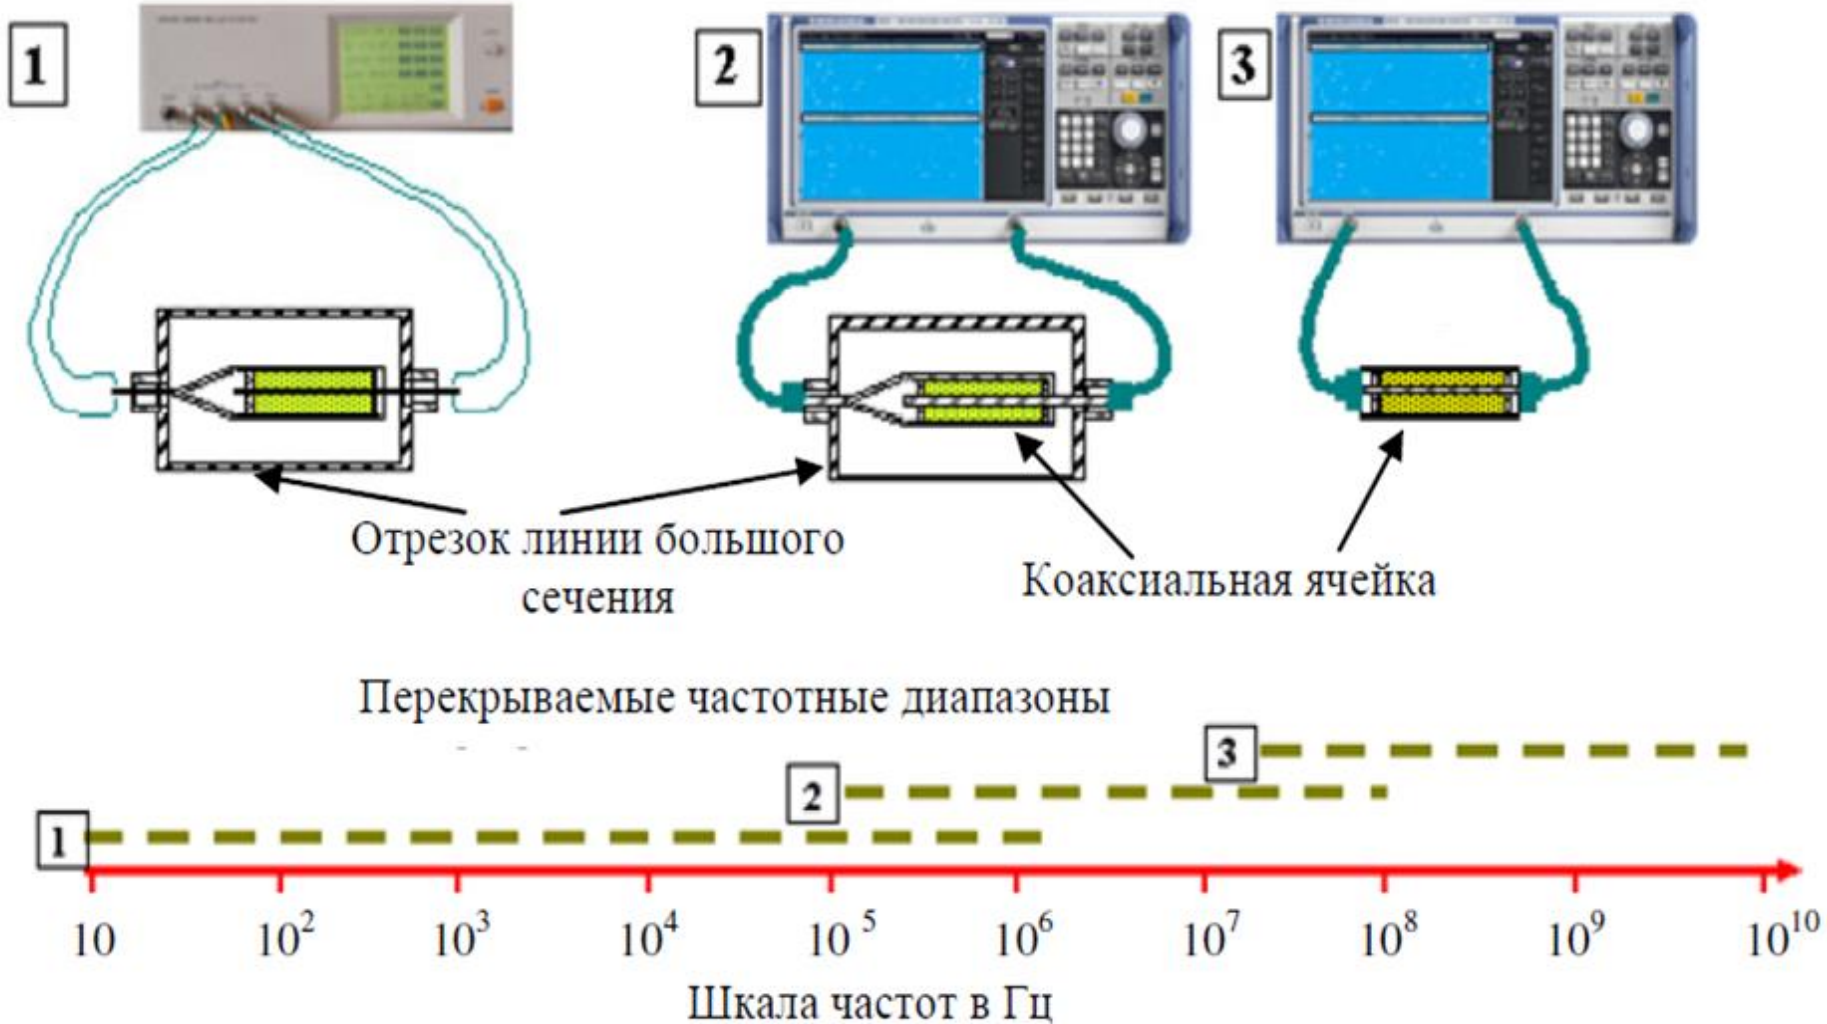 1
2
3
Отрезок линии большого
сечения
Коаксиальная ячейка
Перекрываемые частотные диапазоны
3
2
1
10 10² 10³ 10⁴ 10⁵ 10⁶ 10⁷ 10⁸ 10⁹ 10¹⁰
Шкала частот в Гц